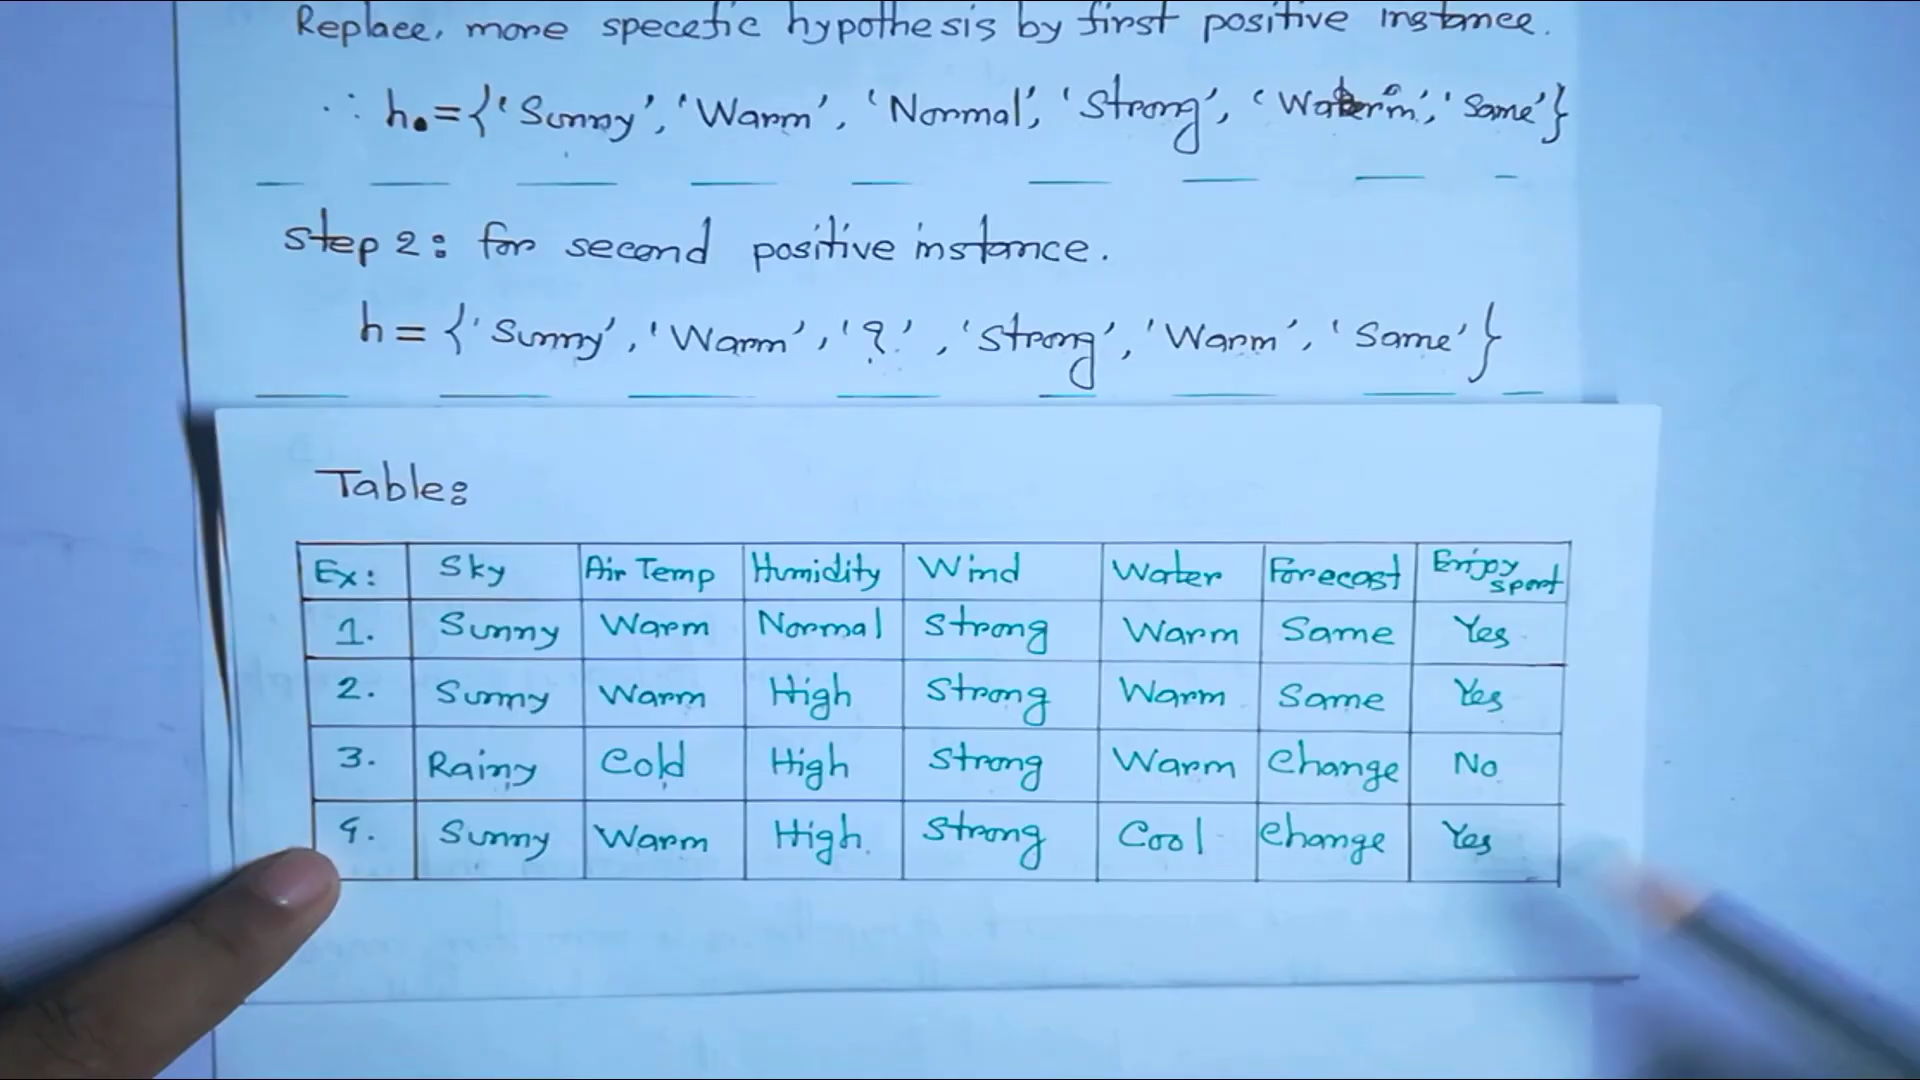 Replace, more specefic hypothesis by first positive instance.
∴ h. = {'Sunny', 'Warm', 'Normal', 'Strong', 'Same'}
Step 2: for second positive instance.
h = {'Sunny', 'Warm', '?', 'Strong', 'Warm', 'Same'}
Table:
Ex: Sky Air Temp Humidity Wind Water Forecast Enjoy sport
1. Sunny Warm Normal Strong Warm Same Yes
2. Sunny Warm High Strong Warm Same Yes
3. Rainy Cold High Strong Warm Change No
4. Sunny Warm High. Strong Cool Change Yes